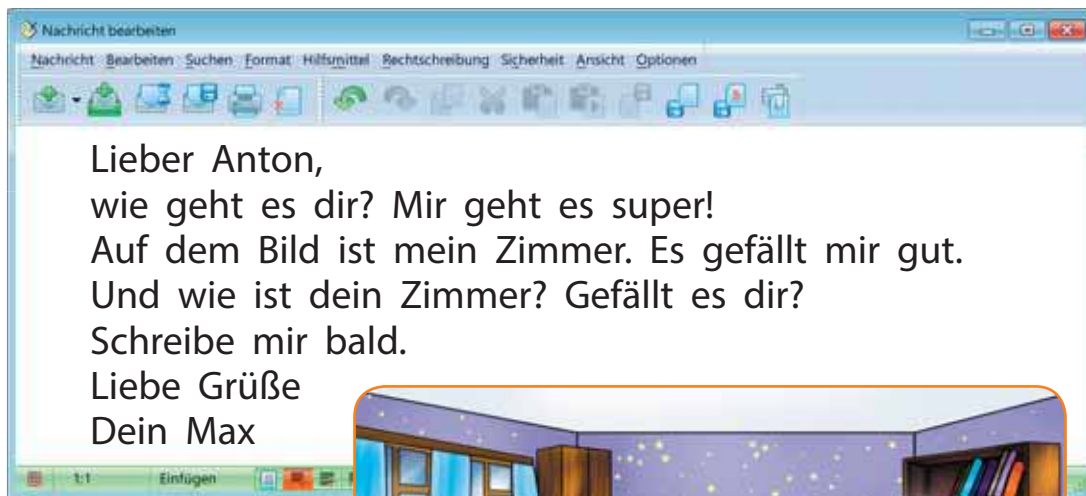 Nachricht bearbeiten
Nachricht Bearbeiten Suchen Format Hilfsmittel Rechtschreibung Sicherheit Ansicht Optionen
Lieber Anton,
wie geht es dir? Mir geht es super!
Auf dem Bild ist mein Zimmer. Es gefällt mir gut.
Und wie ist dein Zimmer? Gefällt es dir?
Schreibe mir bald.
Liebe Grüße
Dein Max
1:1 Einfügen